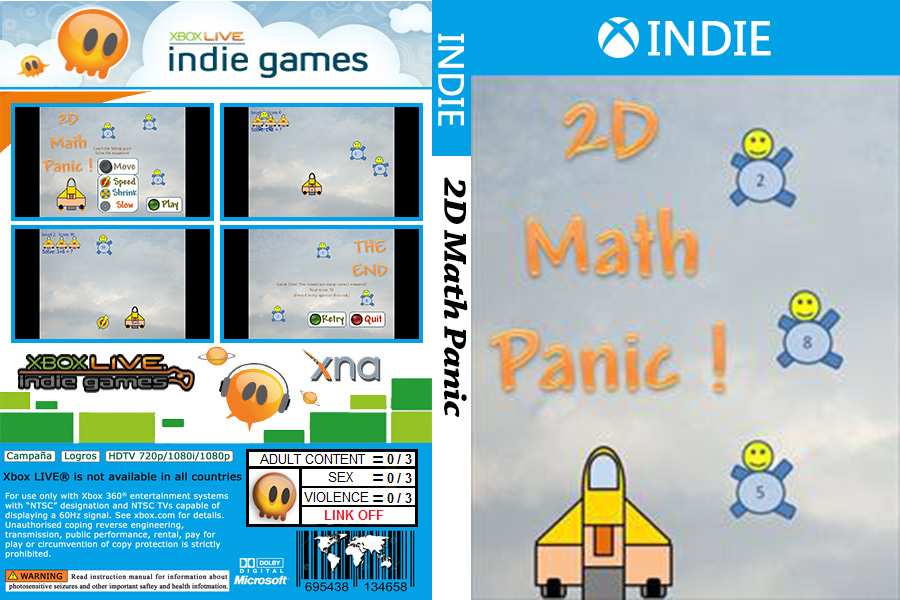 XBOX LIVE
indie games
2D
Math
Panic !
Move
Speed
Shrink
Slow
Play
THE
END
Retry
Quit
XBOX LIVE
indie games
xna
Campaña
Logros
HDTV 720p/1080i/1080p
Xbox LIVE® is not available in all countries
For use only with Xbox 360® entertainment systems
with "NTSC" designation and NTSC TVs capable of
displaying a 60Hz signal. See xbox.com for details.
Unauthorised coping reverse engineering,
transmission, public performance, rental, pay for
play or circumvention of copy protection is strictly
prohibited.
WARNING Read instruction manual for information about
photosensitive seizures and other important saftey and health infomation.
ADULT CONTENT = 0 / 3
SEX = 0 / 3
VIOLENCE = 0 / 3
LINK OFF
DOLBY
DIGITAL
Microsoft
695438 134658
INDIE
2D Math Panic
INDIE
2D
Math
Panic !
2
8
5